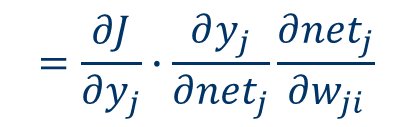 = ∂J/∂y_j · ∂y_j/∂net_j ∂net_j/∂w_ji